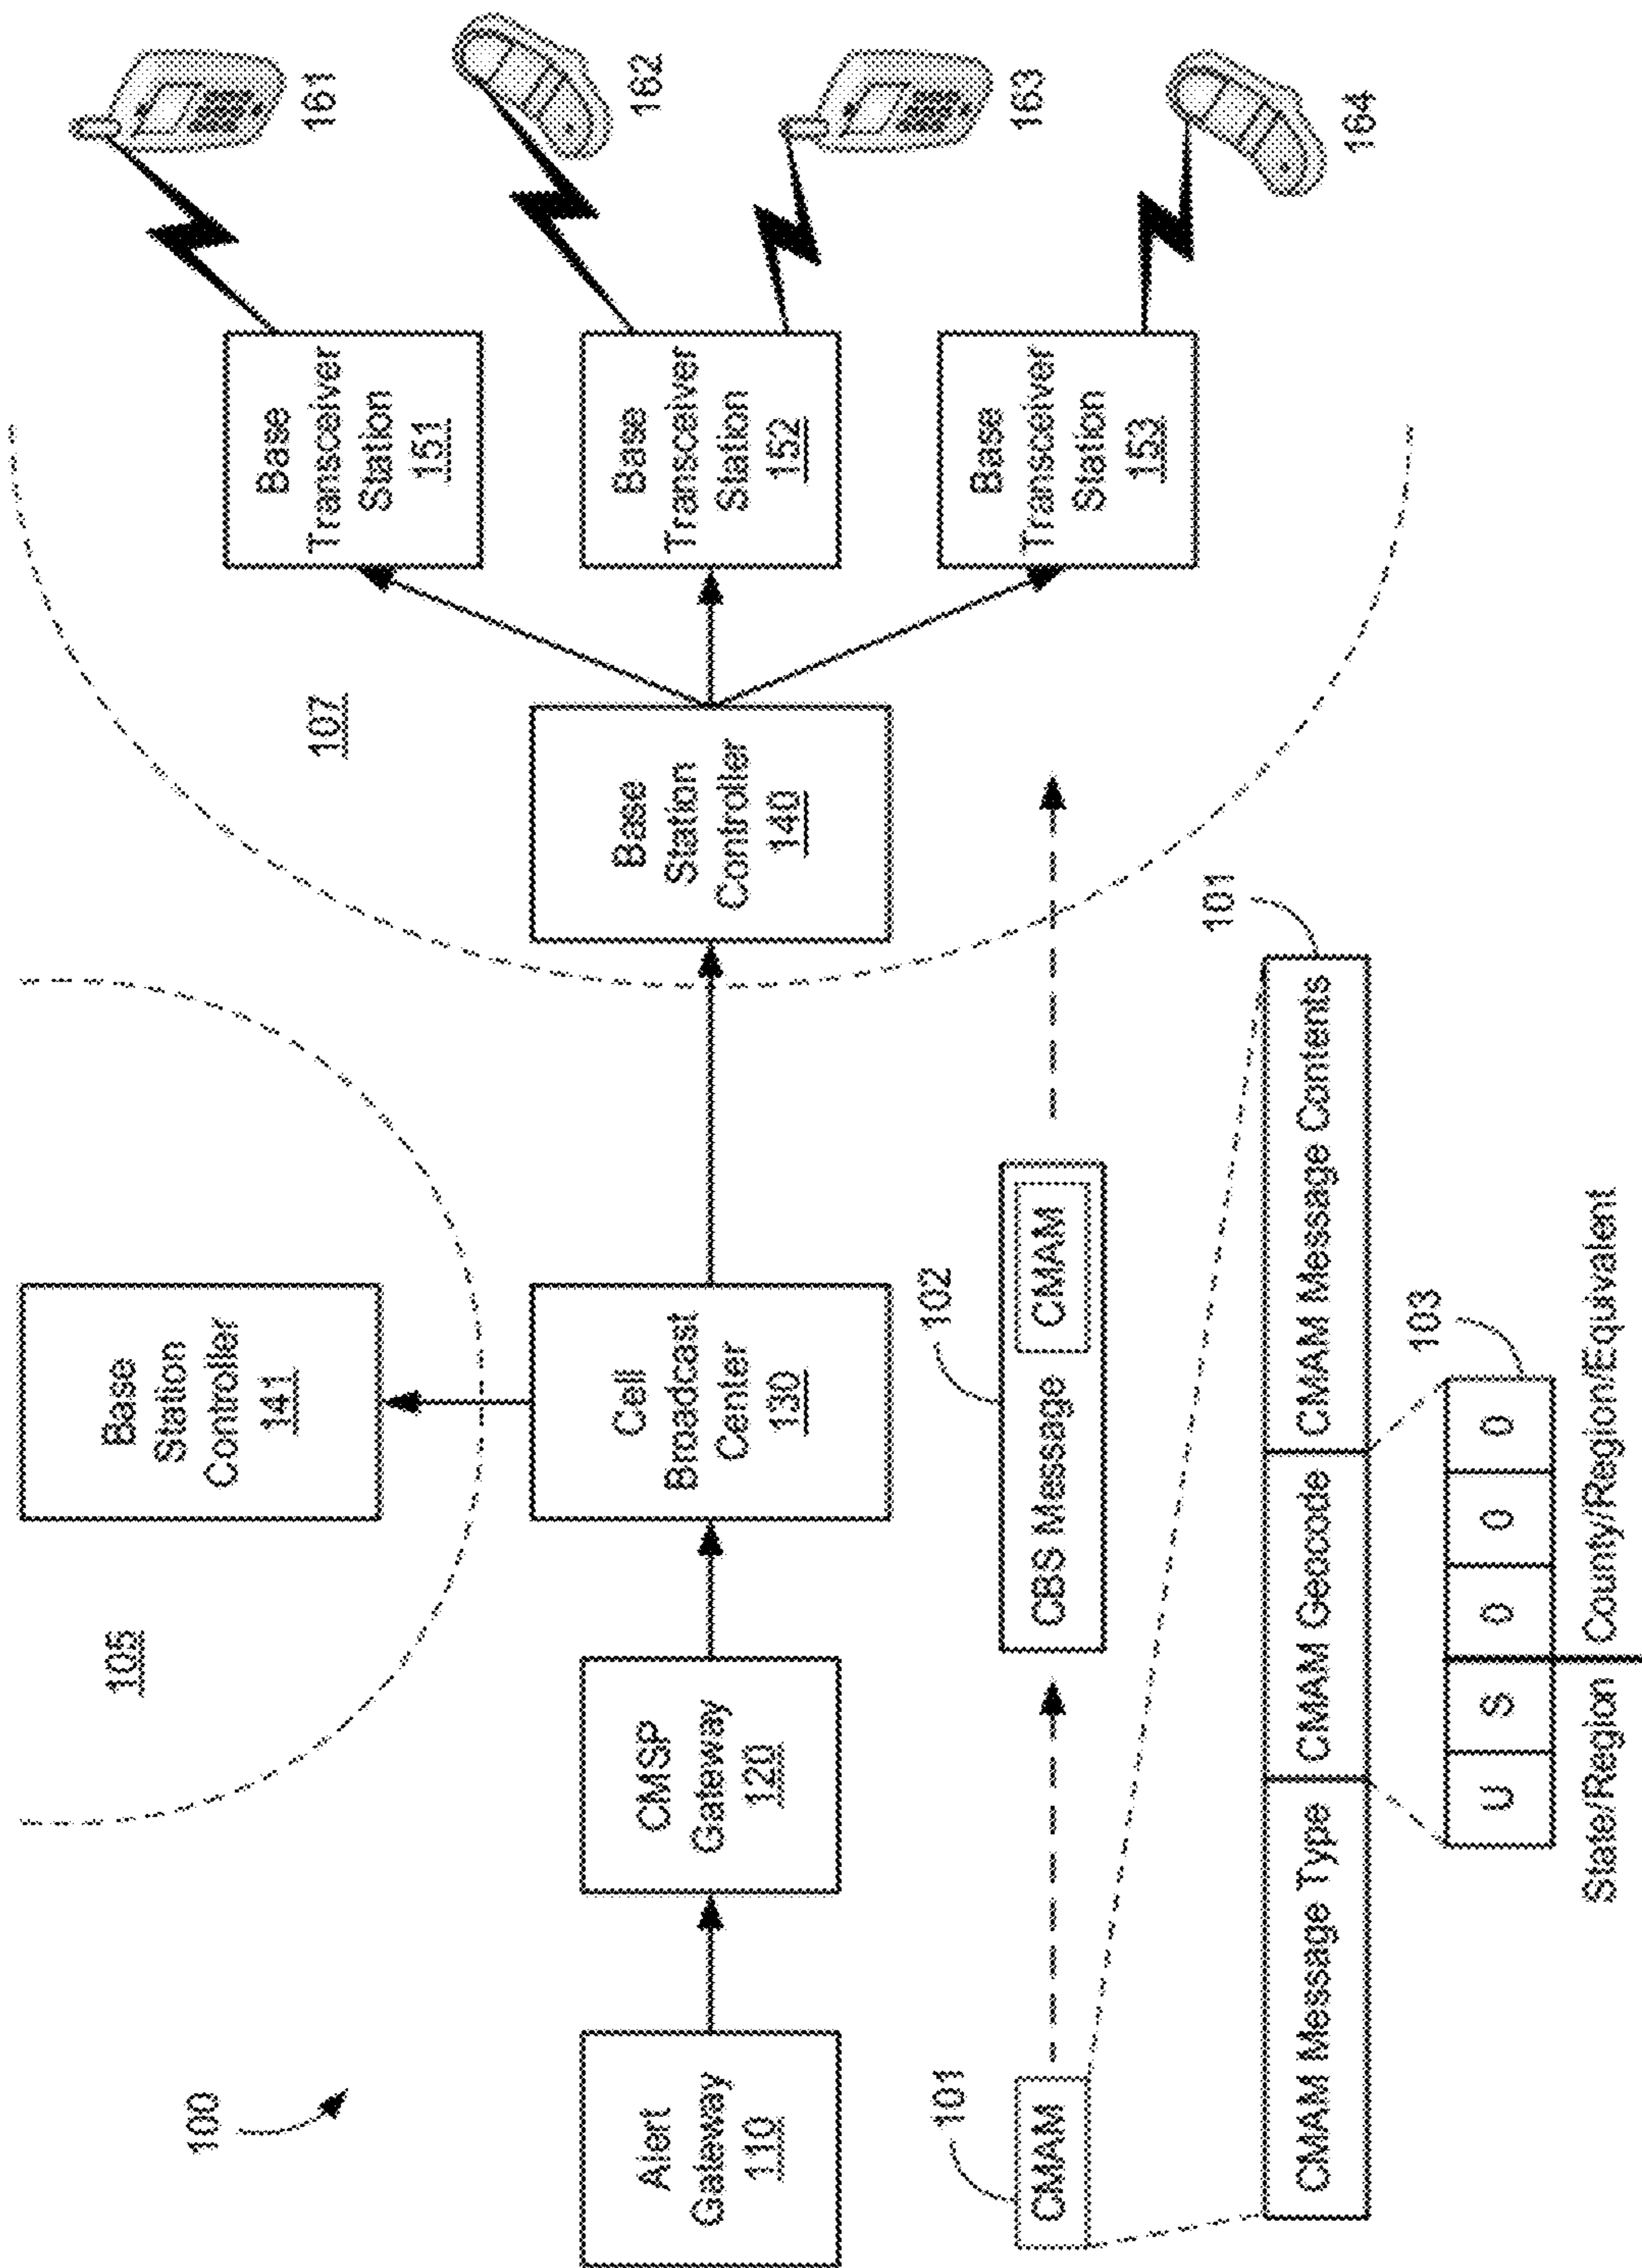 100
105
107
Base
Station
Controller
141
Alert
Gateway
110
CMSP
Gateway
120
Cell
Broadcast
Center
130
Base
Station
Controller
140
Base
Transceiver
Station
151
Base
Transceiver
Station
152
Base
Transceiver
Station
153
161
162
163
164
101
CMAM
102
CBS Message
CMAM
101
CMAM Message Type
CMAM Geocode
CMAM Message Contents
103
U S 0 0 0
State/Region
County/Region/Equivalent